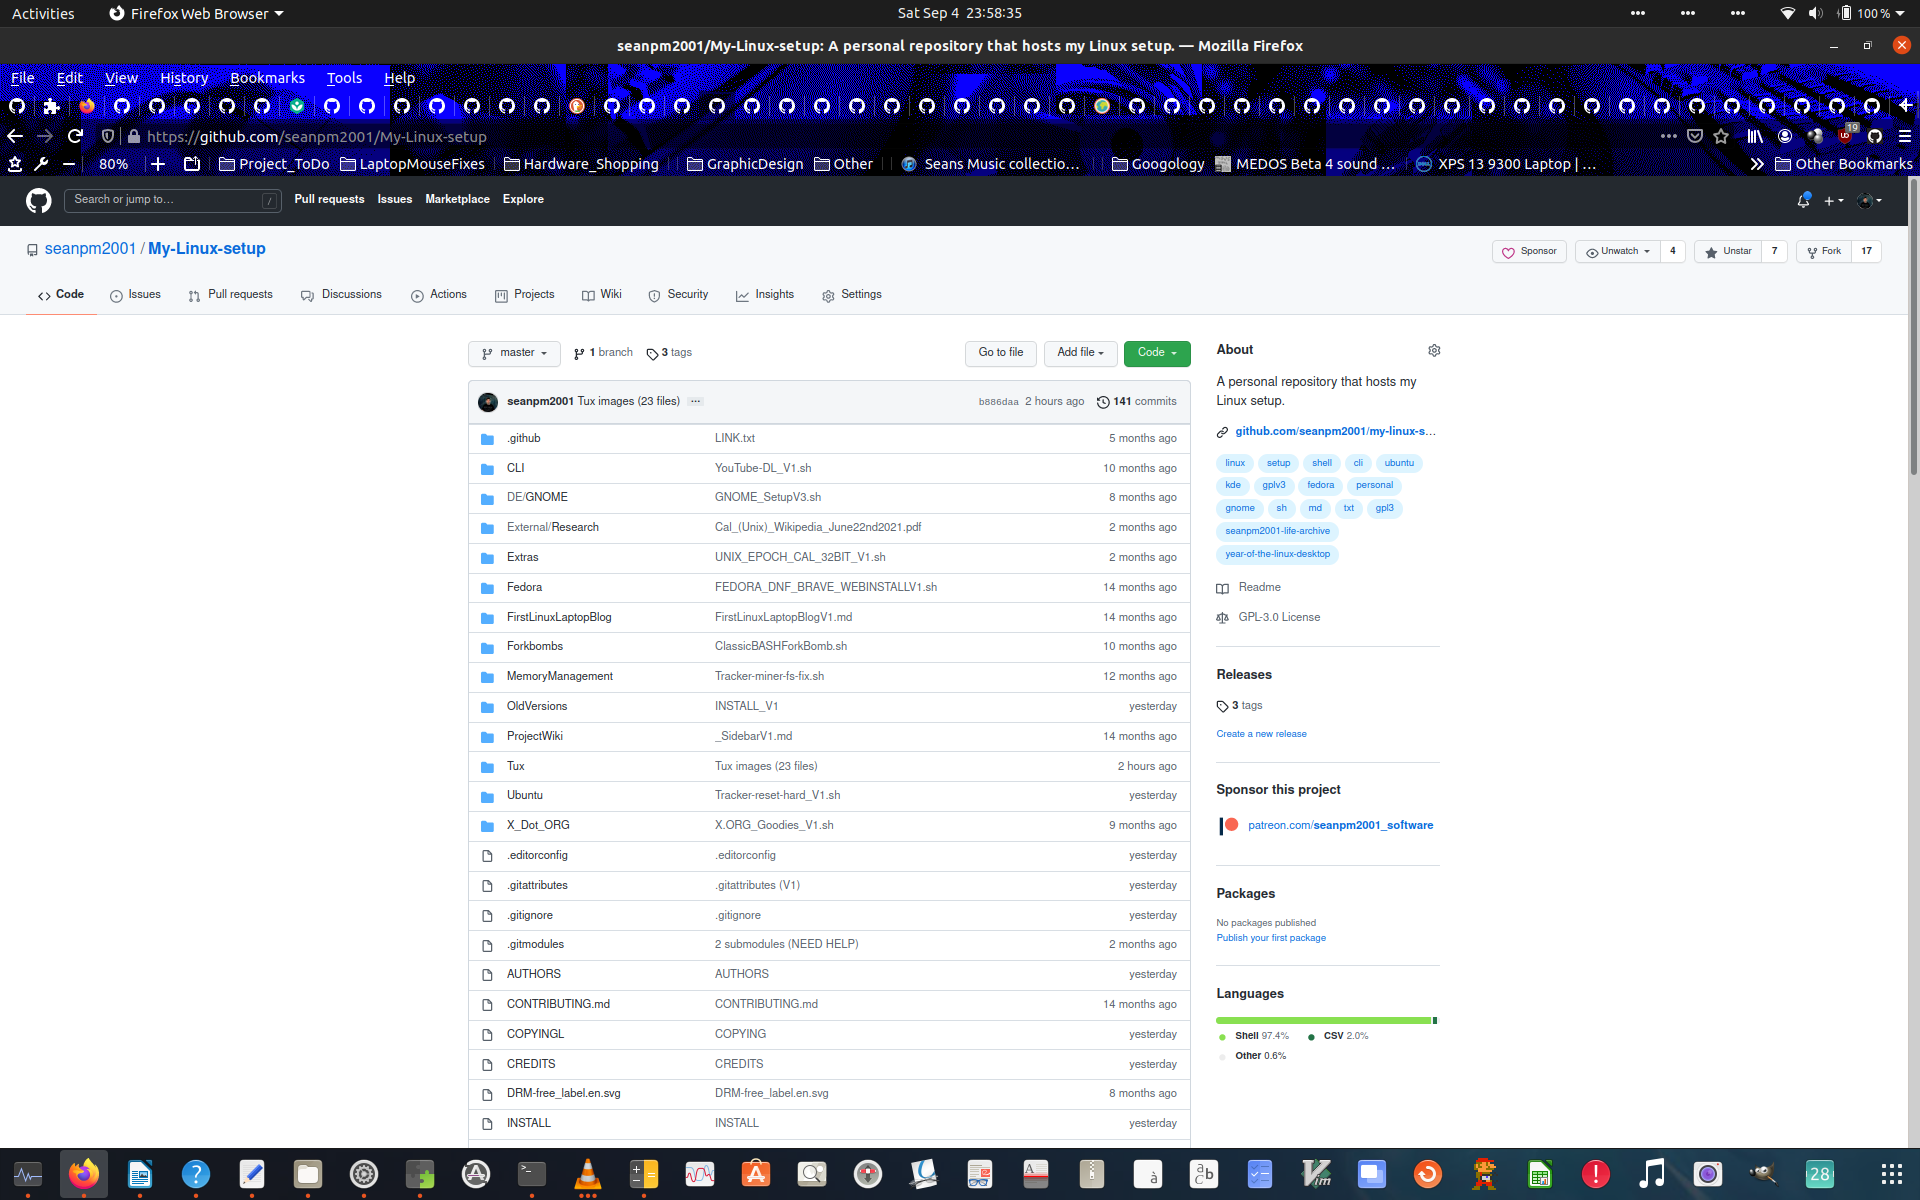 Activities Firefox Web Browser Sat Sep 4 23:58:35 100 %
seanpm2001/My-Linux-setup: A personal repository that hosts my Linux setup. — Mozilla Firefox
File Edit View History Bookmarks Tools Help
https://github.com/seanpm2001/My-Linux-setup 19
80% Project_ToDo LaptopMouseFixes Hardware_Shopping GraphicDesign Other Seans Music collectio… Googology MEDOS Beta 4 sound … XPS 13 9300 Laptop | … Other Bookmarks
Search or jump to… / Pull requests Issues Marketplace Explore
seanpm2001 / My-Linux-setup Sponsor Unwatch 4 Unstar 7 Fork 17
Code Issues Pull requests Discussions Actions Projects Wiki Security Insights Settings
master 1 branch 3 tags Go to file Add file Code
seanpm2001 Tux images (23 files) … b886daa 2 hours ago 141 commits
.github LINK.txt 5 months ago
CLI YouTube-DL_V1.sh 10 months ago
DE/GNOME GNOME_SetupV3.sh 8 months ago
External/Research Cal_(Unix)_Wikipedia_June22nd2021.pdf 2 months ago
Extras UNIX_EPOCH_CAL_32BIT_V1.sh 2 months ago
Fedora FEDORA_DNF_BRAVE_WEBINSTALLV1.sh 14 months ago
FirstLinuxLaptopBlog FirstLinuxLaptopBlogV1.md 14 months ago
Forkbombs ClassicBASHForkBomb.sh 10 months ago
MemoryManagement Tracker-miner-fs-fix.sh 12 months ago
OldVersions INSTALL_V1 yesterday
ProjectWiki _SidebarV1.md 14 months ago
Tux Tux images (23 files) 2 hours ago
Ubuntu Tracker-reset-hard_V1.sh yesterday
X_Dot_ORG X.ORG_Goodies_V1.sh 9 months ago
.editorconfig .editorconfig yesterday
.gitattributes .gitattributes (V1) yesterday
.gitignore .gitignore yesterday
.gitmodules 2 submodules (NEED HELP) 2 months ago
AUTHORS AUTHORS yesterday
CONTRIBUTING.md CONTRIBUTING.md 14 months ago
COPYINGL COPYING yesterday
CREDITS CREDITS yesterday
DRM-free_label.en.svg DRM-free_label.en.svg 8 months ago
INSTALL INSTALL yesterday
About
A personal repository that hosts my
Linux setup.
github.com/seanpm2001/my-linux-s…
linux setup shell cli ubuntu
kde gplv3 fedora personal
gnome sh md txt gpl3
seanpm2001-life-archive
year-of-the-linux-desktop
Readme
GPL-3.0 License
Releases
3 tags
Create a new release
Sponsor this project
patreon.com/seanpm2001_software
Packages
No packages published
Publish your first package
Languages
Shell 97.4% CSV 2.0%
Other 0.6%
28